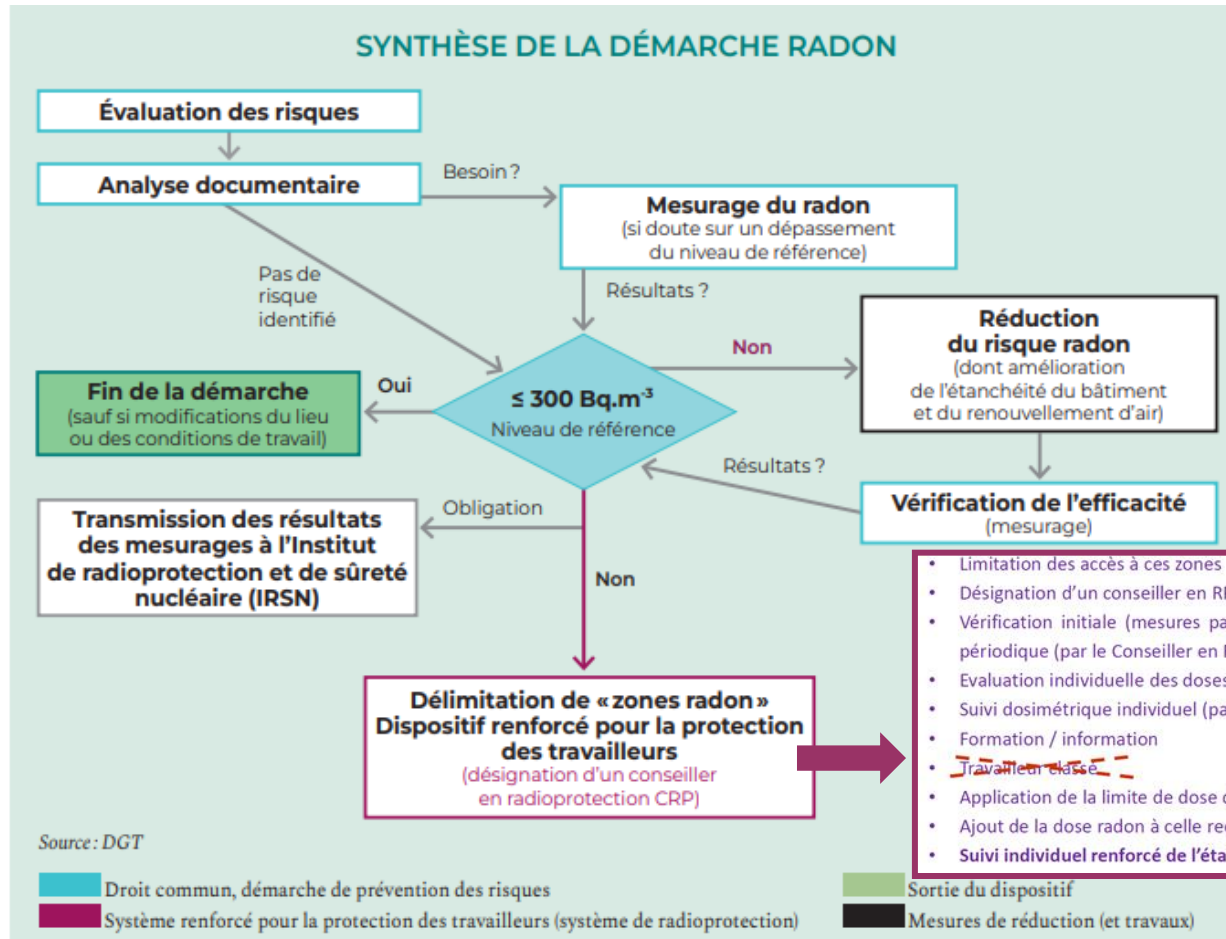 SYNTHÈSE DE LA DÉMARCHE RADON
Évaluation des risques
Analyse documentaire
Besoin ?
Mesurage du radon
(si doute sur un dépassement
du niveau de référence)
Pas de
risque
identifié
Résultats ?
Réduction
du risque radon
(dont amélioration
de l'étanchéité du bâtiment
et du renouvellement d'air)
Non
Fin de la démarche
(sauf si modifications du lieu
ou des conditions de travail)
Oui
≤ 300 Bq.m⁻³
Niveau de référence
Résultats ?
Vérification de l'efficacité
(mesurage)
Transmission des résultats
des mesurages à l'Institut
de radioprotection et de sûreté
nucléaire (IRSN)
Obligation
Non
Délimitation de « zones radon »
Dispositif renforcé pour la protection
des travailleurs
(désignation d'un conseiller
en radioprotection CRP)
• Limitation des accès à ces zones
• Désignation d'un conseiller en
• Vérification initiale (mesures
périodique (par le Conseiller en
• Evaluation individuelle des doses
• Suivi dosimétrique individuel
• Formation / information
• Travailleur classé
• Application de la limite de dose
• Ajout de la dose radon à celle
• Suivi individuel renforcé de
Source : DGT
Droit commun, démarche de prévention des risques
Système renforcé pour la protection des travailleurs (système de radioprotection)
Sortie du dispositif
Mesures de réduction (et travaux)